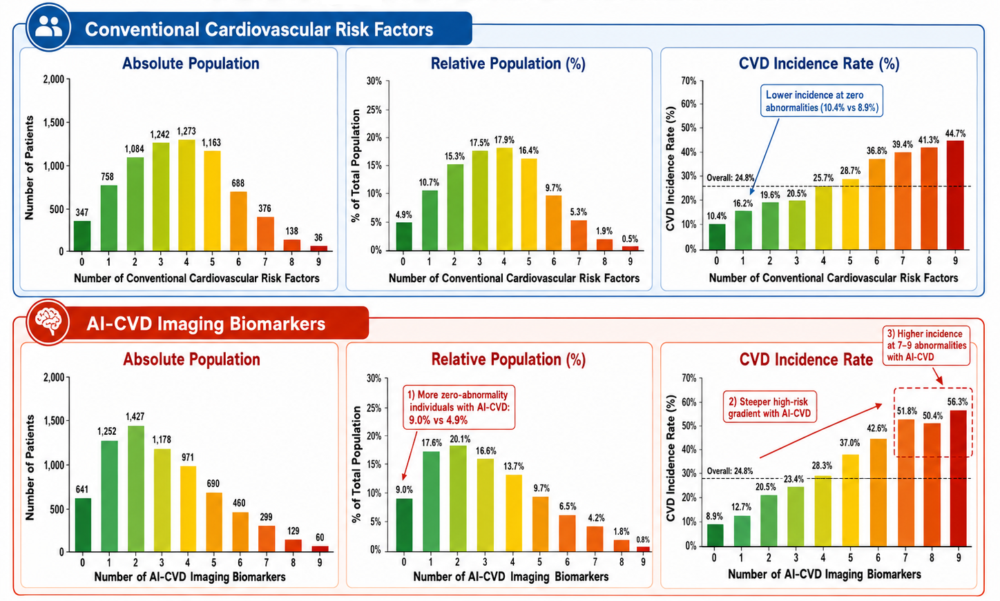 Conventional Cardiovascular Risk Factors
Absolute Population
Number of Patients
2,000
1,500
1,000
500
0
347
758
1,084
1,242
1,273
1,163
688
376
138
36
0 1 2 3 4 5 6 7 8 9
Number of Conventional Cardiovascular Risk Factors
Relative Population (%)
% of Total Population
30%
25%
20%
15%
10%
5%
0%
4.9%
10.7%
15.3%
17.5%
17.9%
16.4%
9.7%
5.3%
1.9%
0.5%
0 1 2 3 4 5 6 7 8 9
Number of Conventional Cardiovascular Risk Factors
CVD Incidence Rate (%)
CVD Incidence Rate (%)
70%
60%
50%
40%
30%
20%
10%
0%
Lower incidence at zero
abnormalities (10.4% vs 8.9%)
Overall: 24.8%
10.4%
16.2%
19.6%
20.5%
25.7%
28.7%
36.8%
39.4%
41.3%
44.7%
0 1 2 3 4 5 6 7 8 9
Number of Conventional Cardiovascular Risk Factors
AI-CVD Imaging Biomarkers
Absolute Population
Number of Patients
2,000
1,500
1,000
500
0
641
1,252
1,427
1,178
971
690
460
299
129
60
0 1 2 3 4 5 6 7 8 9
Number of AI-CVD Imaging Biomarkers
Relative Population (%)
% of Total Population
30%
25%
20%
15%
10%
5%
0%
1) More zero-abnormality
individuals with AI-CVD:
9.0% vs 4.9%
9.0%
17.6%
20.1%
16.6%
13.7%
9.7%
6.5%
4.2%
1.8%
0.8%
0 1 2 3 4 5 6 7 8 9
Number of AI-CVD Imaging Biomarkers
CVD Incidence Rate
3) Higher incidence
at 7–9 abnormalities
with AI-CVD
CVD Incidence Rate (%)
70%
60%
50%
40%
30%
20%
10%
0%
2) Steeper high-risk
gradient with AI-CVD
Overall: 24.8%
8.9%
12.7%
20.5%
23.4%
28.3%
37.0%
42.6%
51.8%
50.4%
56.3%
0 1 2 3 4 5 6 7 8 9
Number of AI-CVD Imaging Biomarkers